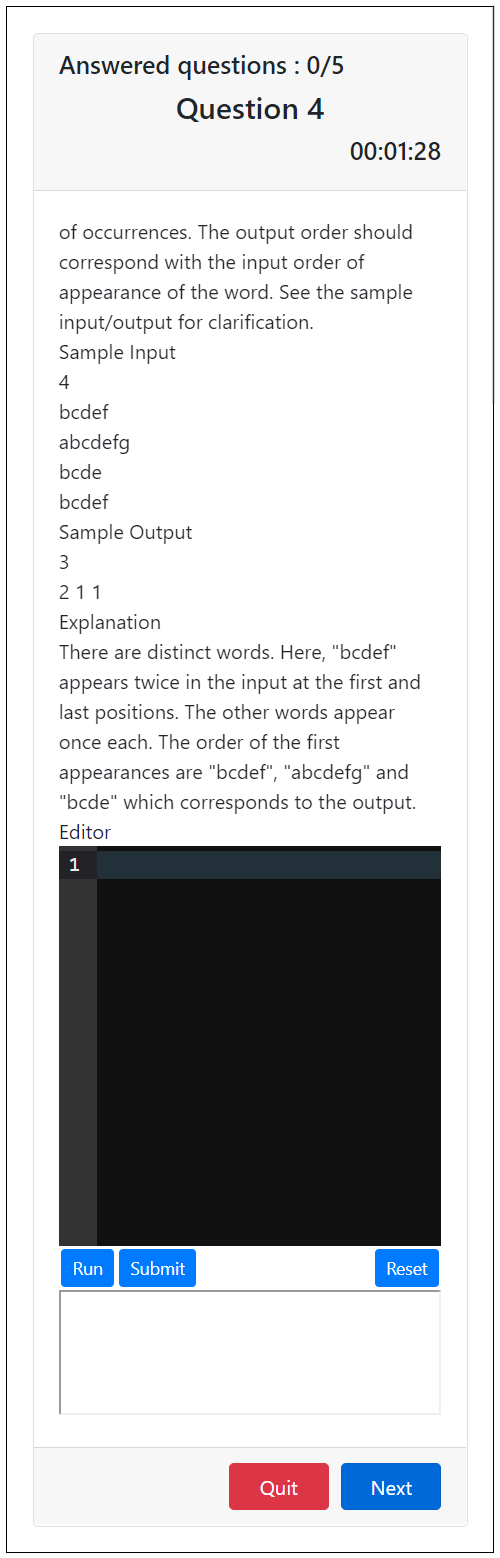 Answered questions : 0/5
Question 4
00:01:28
of occurrences. The output order should
correspond with the input order of
appearance of the word. See the sample
input/output for clarification.
Sample Input
4
bcdef
abcdefg
bcde
bcdef
Sample Output
3
2 1 1
Explanation
There are distinct words. Here, "bcdef"
appears twice in the input at the first and
last positions. The other words appear
once each. The order of the first
appearances are "bcdef", "abcdefg" and
"bcde" which corresponds to the output.
Editor
1
Run Submit Reset
Quit Next